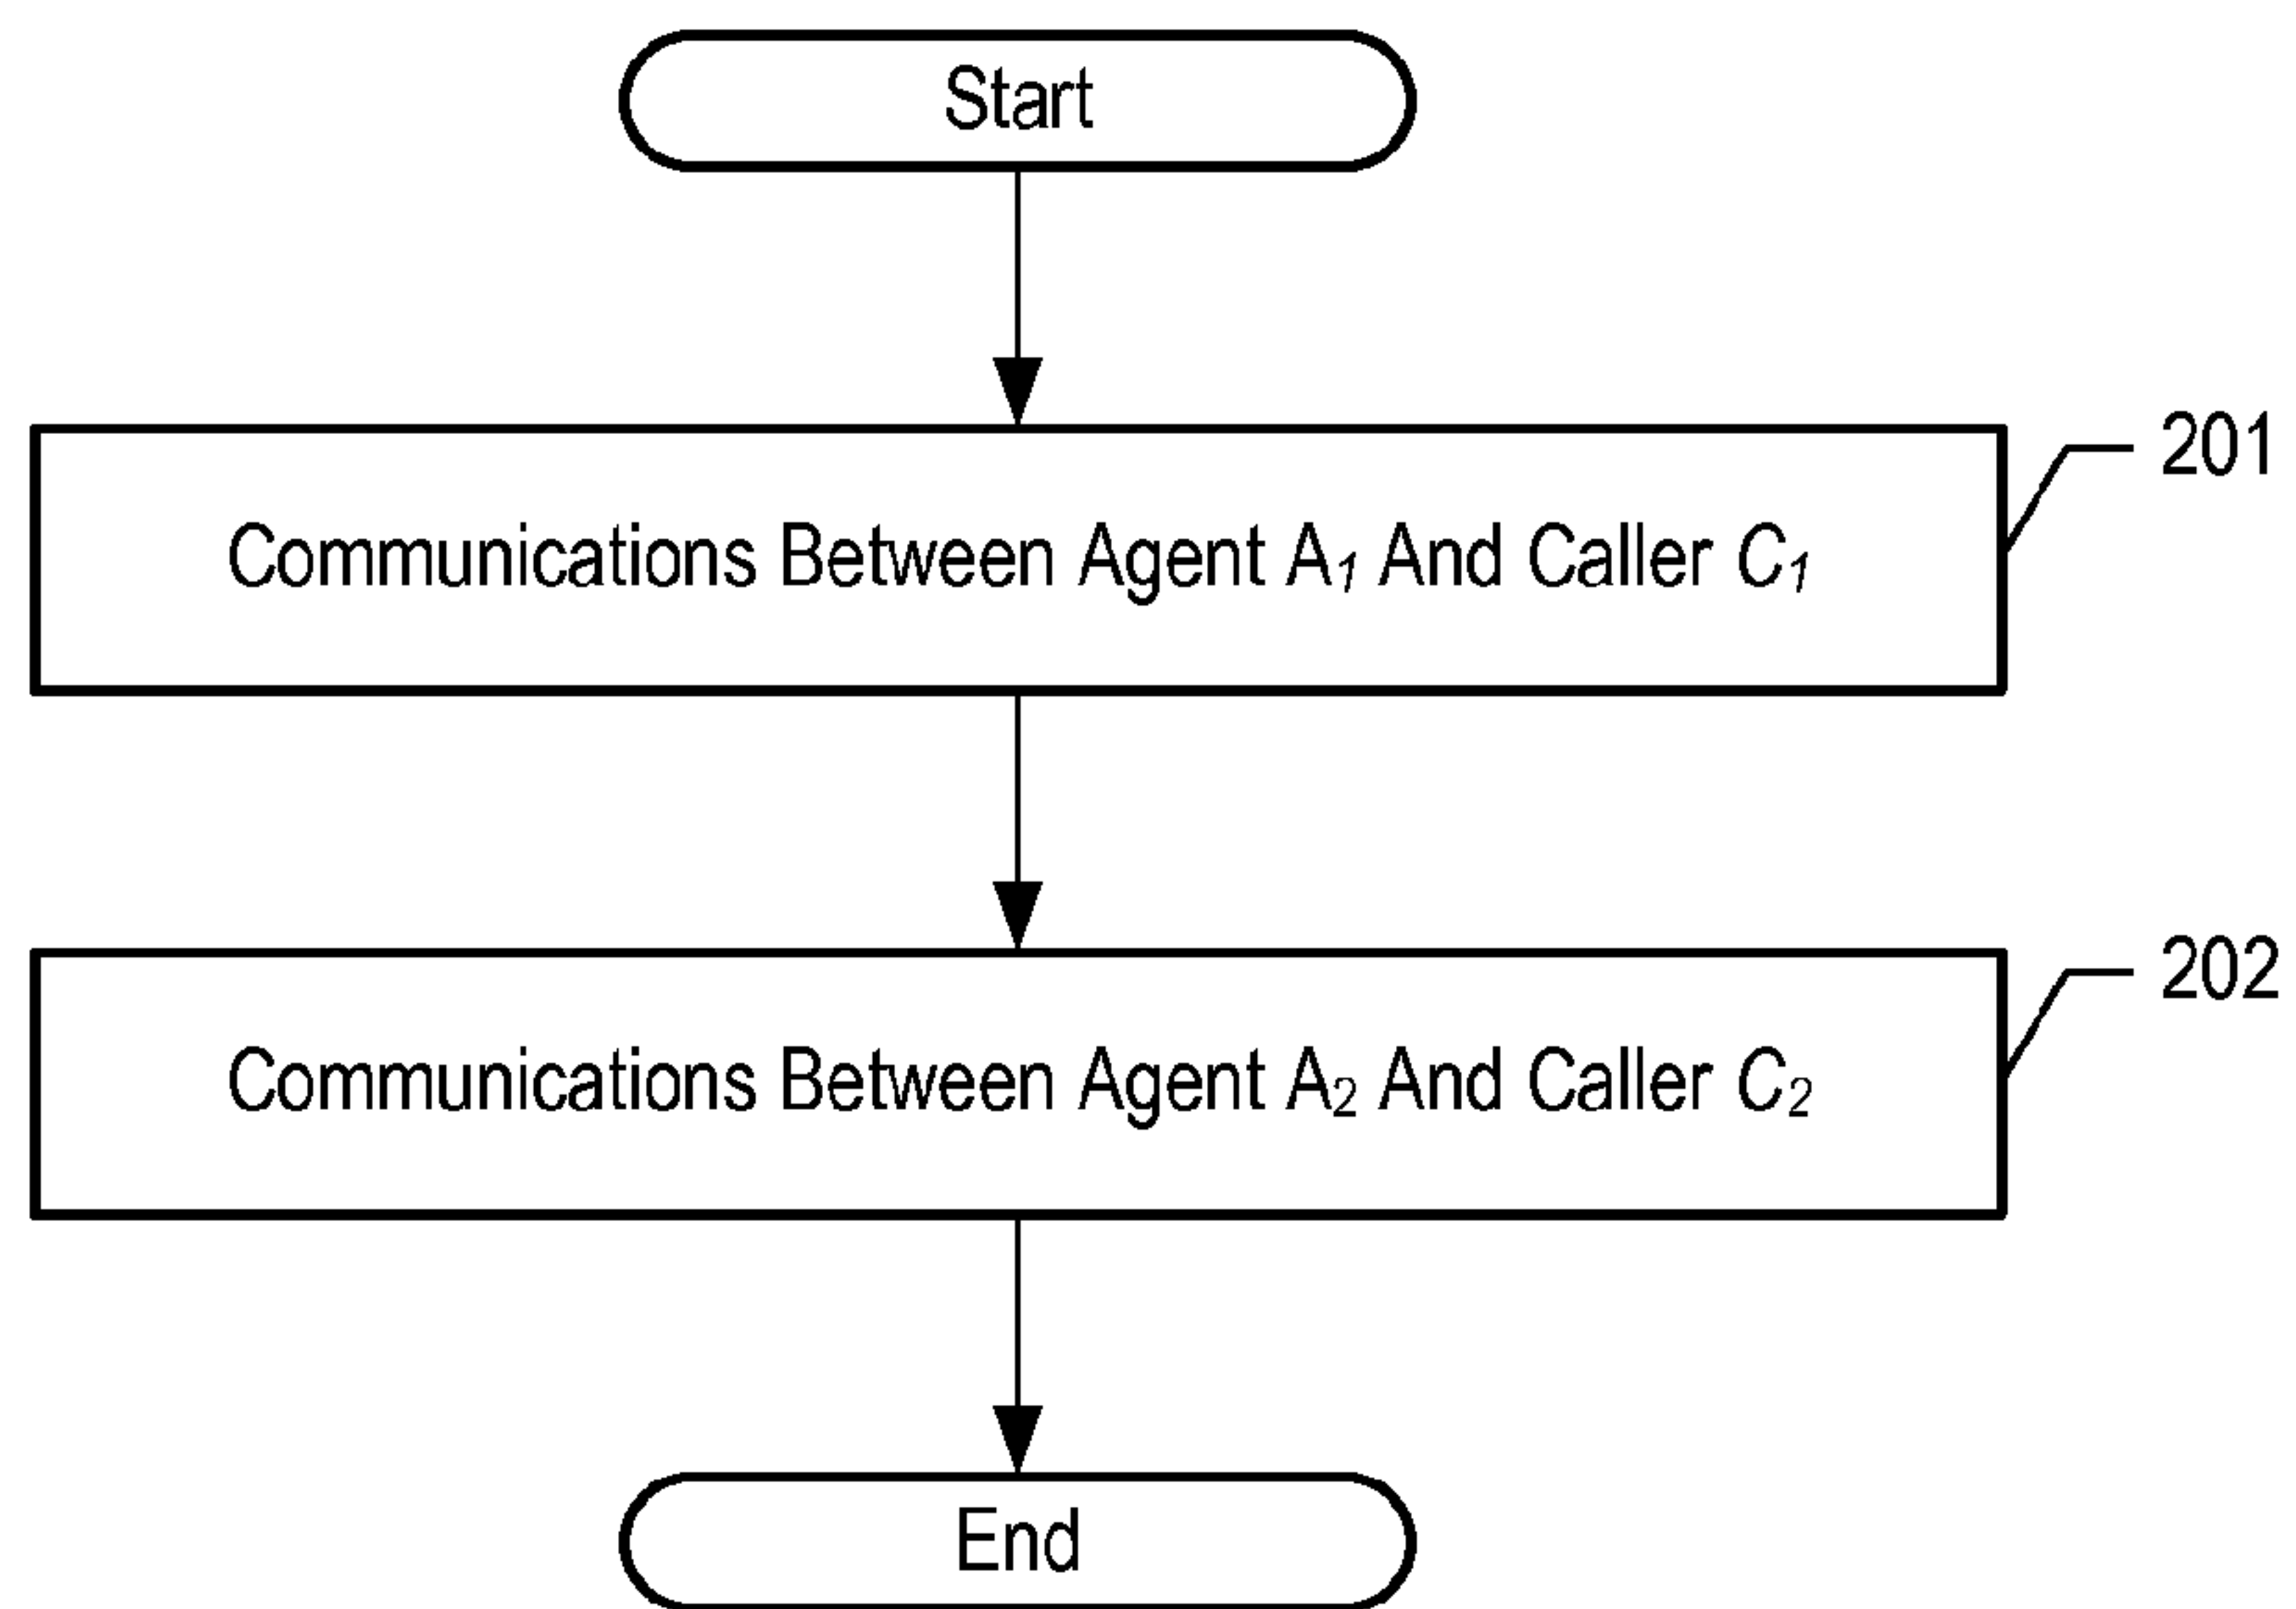 Start
201
Communications Between Agent A₁ And Caller C₁
202
Communications Between Agent A₂ And Caller C₂
End